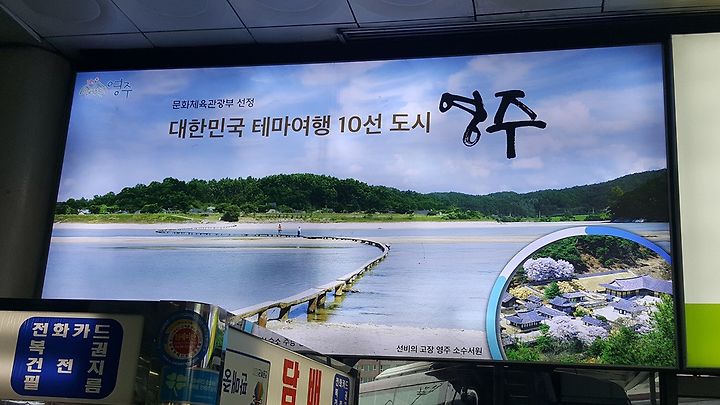 영주
문화체육관광부 선정
대한민국 테마여행 10선 도시 영주
선비의 고장 영주 소수서원
전화카드
복권
건전지
필름
담배